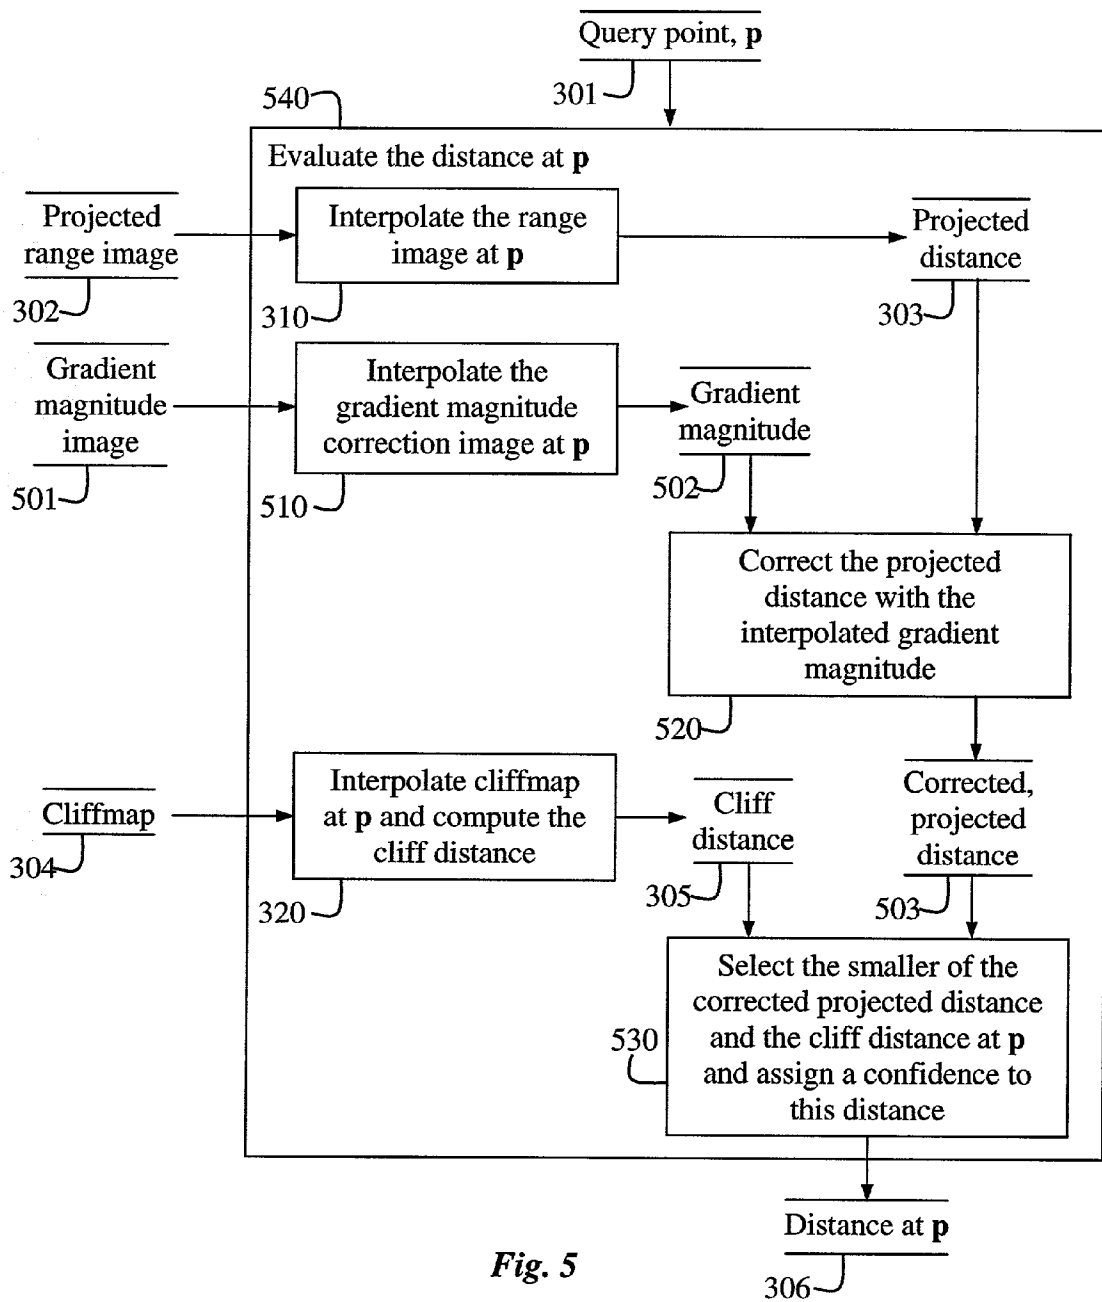 Query point, p
301
540
Evaluate the distance at p
Projected
range image
302
Interpolate the range
image at p
310
Projected
distance
303
Gradient
magnitude
image
501
Interpolate the
gradient magnitude
correction image at p
510
Gradient
magnitude
502
Correct the projected
distance with the
interpolated gradient
magnitude
520
Cliffmap
304
Interpolate cliffmap
at p and compute the
cliff distance
320
Cliff
distance
305
Corrected,
projected
distance
503
Select the smaller of the
corrected projected distance
and the cliff distance at p
and assign a confidence to
this distance
530
Distance at p
306
Fig. 5